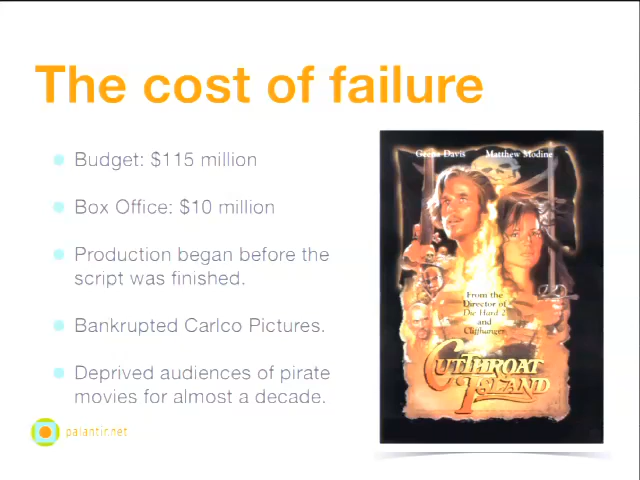 The cost of failure
Budget: $115 million
Box Office: $10 million
Production began before the
script was finished.
Bankrupted Carlco Pictures.
Deprived audiences of pirate
movies for almost a decade.
palantir.net
Geena Davis Matthew Modine
From the
Director of
Die Hard 2
and
Cliffhanger
CUTTHROAT
ISLAND